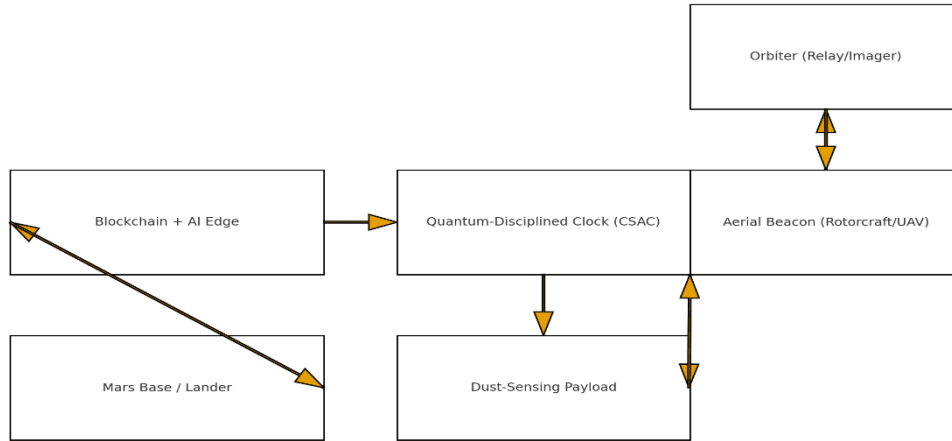 Orbiter (Relay/Imager)
Blockchain + AI Edge
Quantum-Disciplined Clock (CSAC)
Aerial Beacon (Rotorcraft/UAV)
Mars Base / Lander
Dust-Sensing Payload